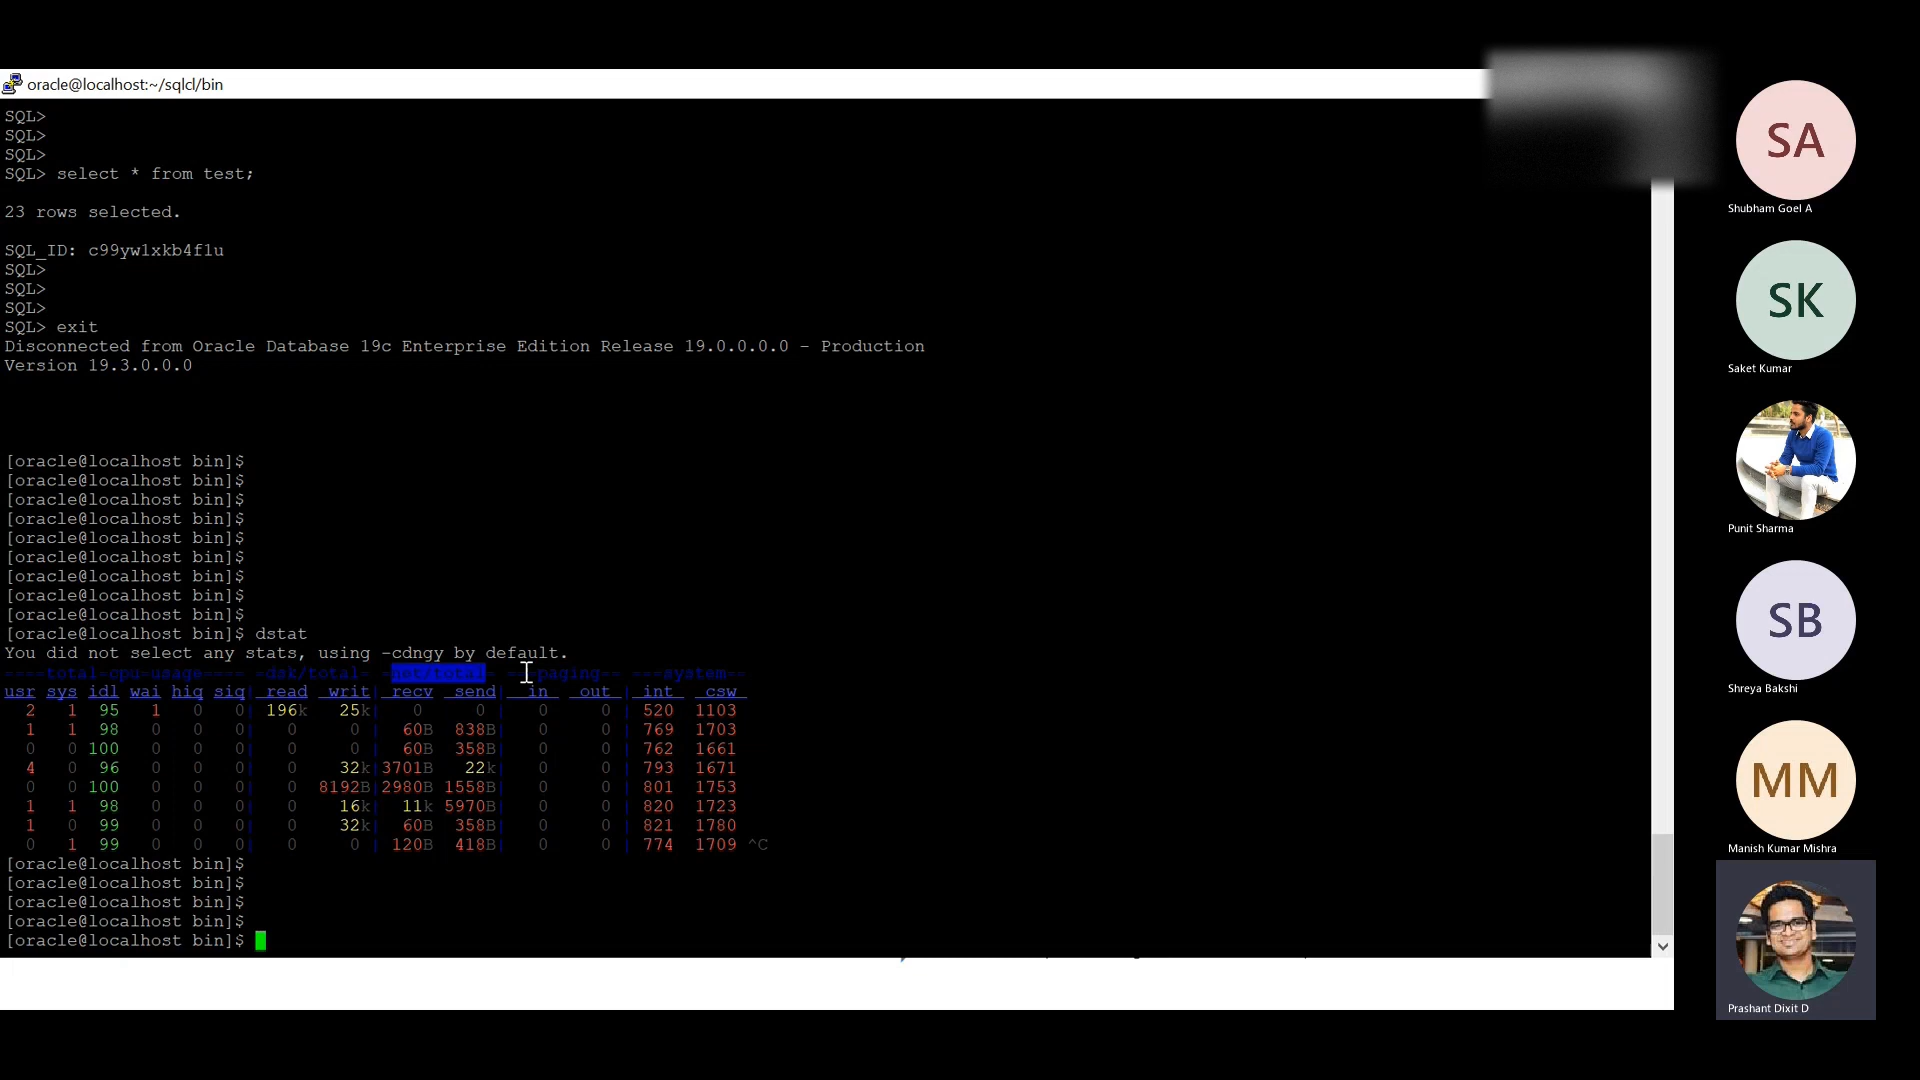 oracle@localhost:~/sqlcl/bin
SQL>
SQL>
SQL>
SQL> select * from test;
23 rows selected.
SQL_ID: c99yw1xkb4f1u
SQL>
SQL>
SQL>
SQL> exit
Disconnected from Oracle Database 19c Enterprise Edition Release 19.0.0.0.0 - Production
Version 19.3.0.0.0
[oracle@localhost bin]$
[oracle@localhost bin]$
[oracle@localhost bin]$
[oracle@localhost bin]$
[oracle@localhost bin]$
[oracle@localhost bin]$
[oracle@localhost bin]$
[oracle@localhost bin]$
[oracle@localhost bin]$
[oracle@localhost bin]$ dstat
You did not select any stats, using -cdngy by default.
----total-cpu-usage---- -dsk/total- -net/total- ---paging-- ---system--
usr sys idl wai hiq siq| read writ| recv send| in out | int csw
2 1 95 1 0 0| 196k 25k| 0 0 | 0 0 | 520 1103
1 1 98 0 0 0| 0 0 | 60B 838B| 0 0 | 769 1703
0 0 100 0 0 0| 0 0 | 60B 358B| 0 0 | 762 1661
4 0 96 0 0 0| 0 32k|3701B 22k| 0 0 | 793 1671
0 0 100 0 0 0| 0 8192B|2980B 1558B| 0 0 | 801 1753
1 1 98 0 0 0| 0 16k| 11k 5970B| 0 0 | 820 1723
1 0 99 0 0 0| 0 32k| 60B 358B| 0 0 | 821 1780
0 1 99 0 0 0| 0 0 | 120B 418B| 0 0 | 774 1709 ^C
[oracle@localhost bin]$
[oracle@localhost bin]$
[oracle@localhost bin]$
[oracle@localhost bin]$
[oracle@localhost bin]$
SA
Shubham Goel A
SK
Saket Kumar
Punit Sharma
SB
Shreya Bakshi
MM
Manish Kumar Mishra
Prashant Dixit D